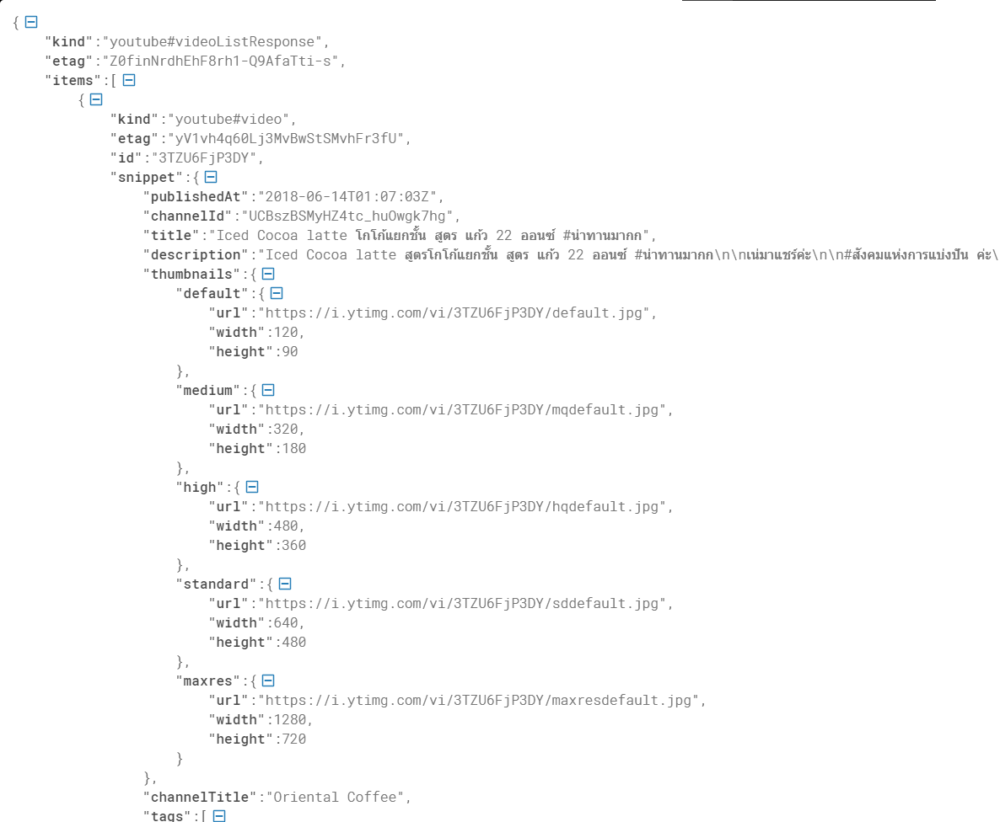 {
"kind":"youtube#videoListResponse",
"etag":"Z0finNrdhEhF8rh1-Q9AfaTti-s",
"items":[
{
"kind":"youtube#video",
"etag":"yV1vh4q60Lj3MvBwStSMvhFr3fU",
"id":"3TZU6FjP3DY",
"snippet":{
"publishedAt":"2018-06-14T01:07:03Z",
"channelId":"UCBszBSMyHZ4tc_huOwgk7hg",
"title":"Iced Cocoa latte โกโก้แยกชั้น สูตร แก้ว 22 ออนซ์ #น่าทานมากก",
"description":"Iced Cocoa latte สูตรโกโก้แยกชั้น สูตร แก้ว 22 ออนซ์ #น่าทานมากก\n\nเน่มาแชร์ค่ะ\n\n#สังคมแห่งการแบ่งปัน ค่ะ\
"thumbnails":{
"default":{
"url":"https://i.ytimg.com/vi/3TZU6FjP3DY/default.jpg",
"width":120,
"height":90
},
"medium":{
"url":"https://i.ytimg.com/vi/3TZU6FjP3DY/mqdefault.jpg",
"width":320,
"height":180
},
"high":{
"url":"https://i.ytimg.com/vi/3TZU6FjP3DY/hqdefault.jpg",
"width":480,
"height":360
},
"standard":{
"url":"https://i.ytimg.com/vi/3TZU6FjP3DY/sddefault.jpg",
"width":640,
"height":480
},
"maxres":{
"url":"https://i.ytimg.com/vi/3TZU6FjP3DY/maxresdefault.jpg",
"width":1280,
"height":720
}
},
"channelTitle":"Oriental Coffee",
"tags":[